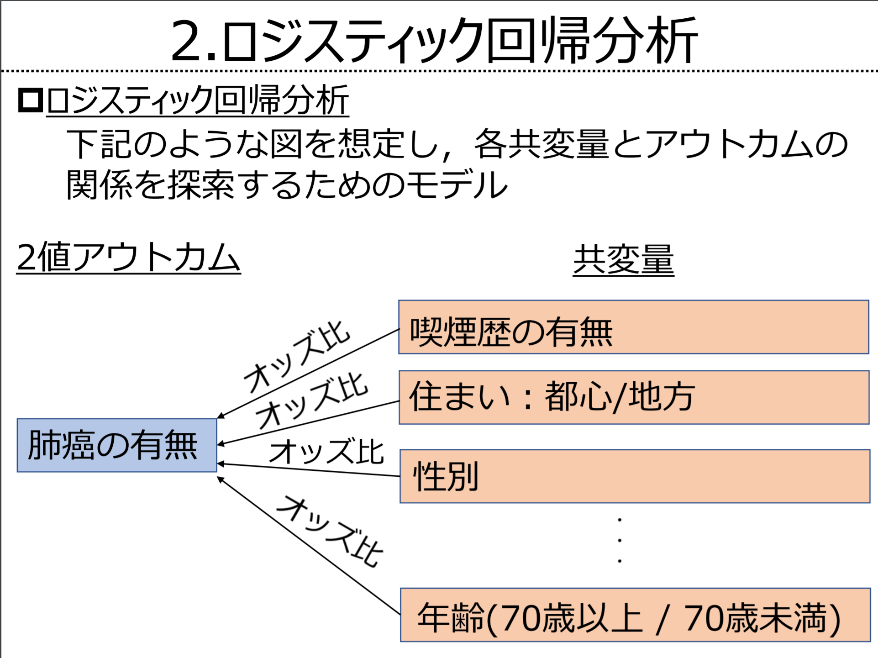 2.ロジスティック回帰分析
ロジスティック回帰分析
下記のような図を想定し，各共変量とアウトカムの
関係を探索するためのモデル
2値アウトカム
共変量
肺癌の有無
オッズ比
喫煙歴の有無
オッズ比
住まい：都心/地方
オッズ比
性別
オッズ比
年齢(70歳以上 / 70歳未満)